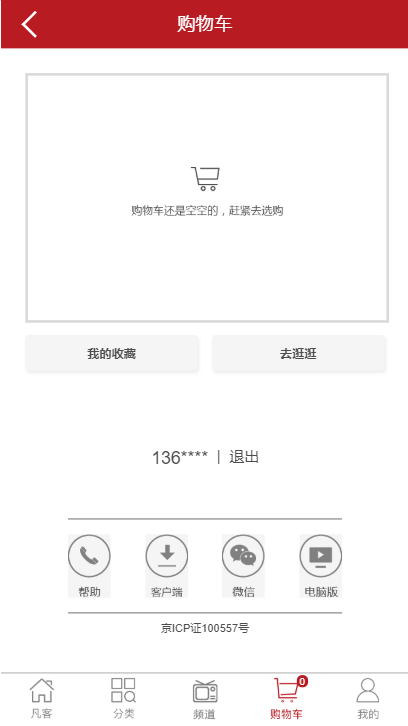 购物车
购物车还是空空的，赶紧去选购
我的收藏 去逛逛
136**** | 退出
帮助 客户端 微信 电脑版
京ICP证100557号
0
凡客 分类 频道 购物车 我的